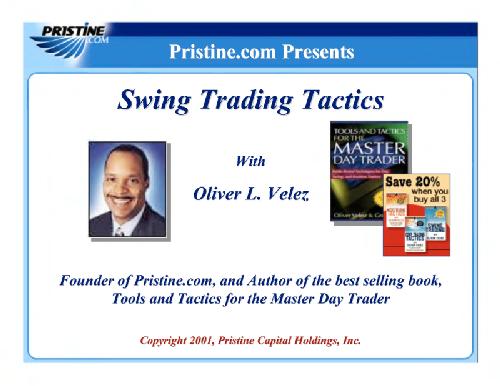 PRISTINE
.COM
Pristine.com Presents
Swing Trading Tactics
With
Oliver L. Velez
TOOLS AND TACTICS
FOR THE
MASTER
DAY TRADER
Oliver Velez &
Save 20%
when you
buy all 3
Founder of Pristine.com, and Author of the best selling book,
Tools and Tactics for the Master Day Trader
Copyright 2001, Pristine Capital Holdings, Inc.